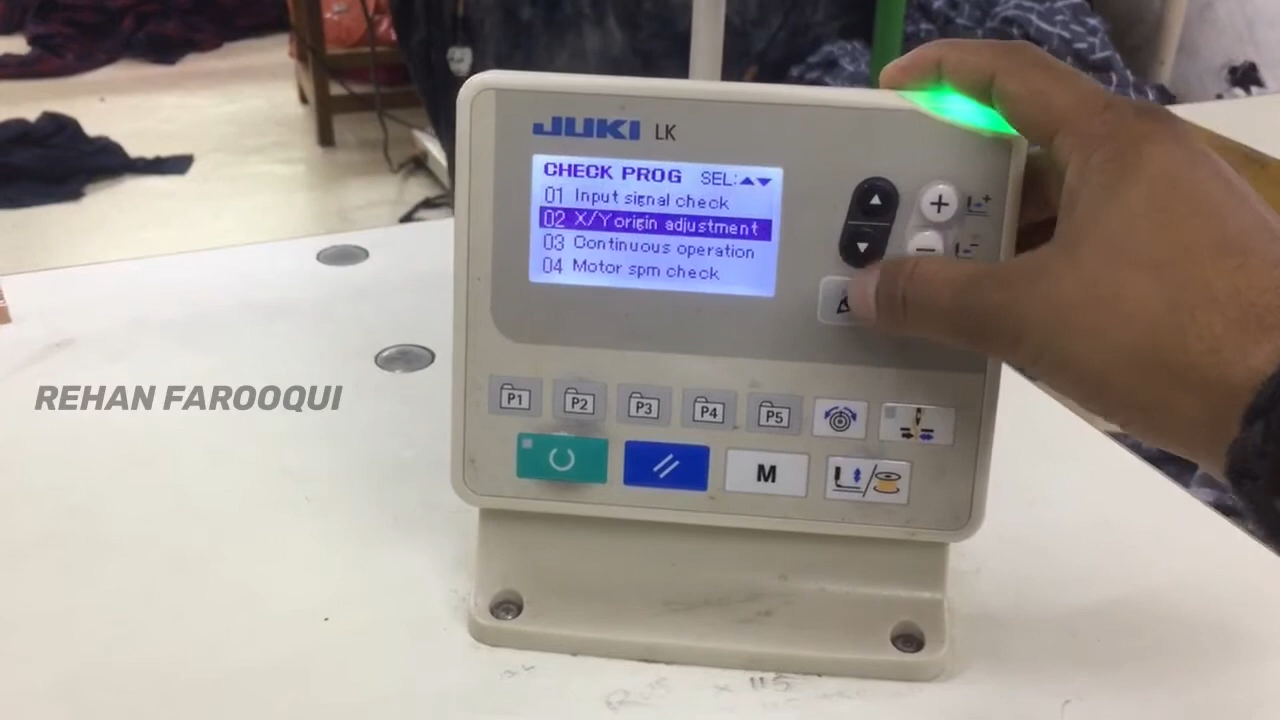 JUKI LK
CHECK PROG SEL:▲▼
01 Input signal check
02 X/Y origin adjustment
03 Continuous operation
04 Motor spm check
REHAN FAROOQUI
P1 P2 P3 P4 P5
M